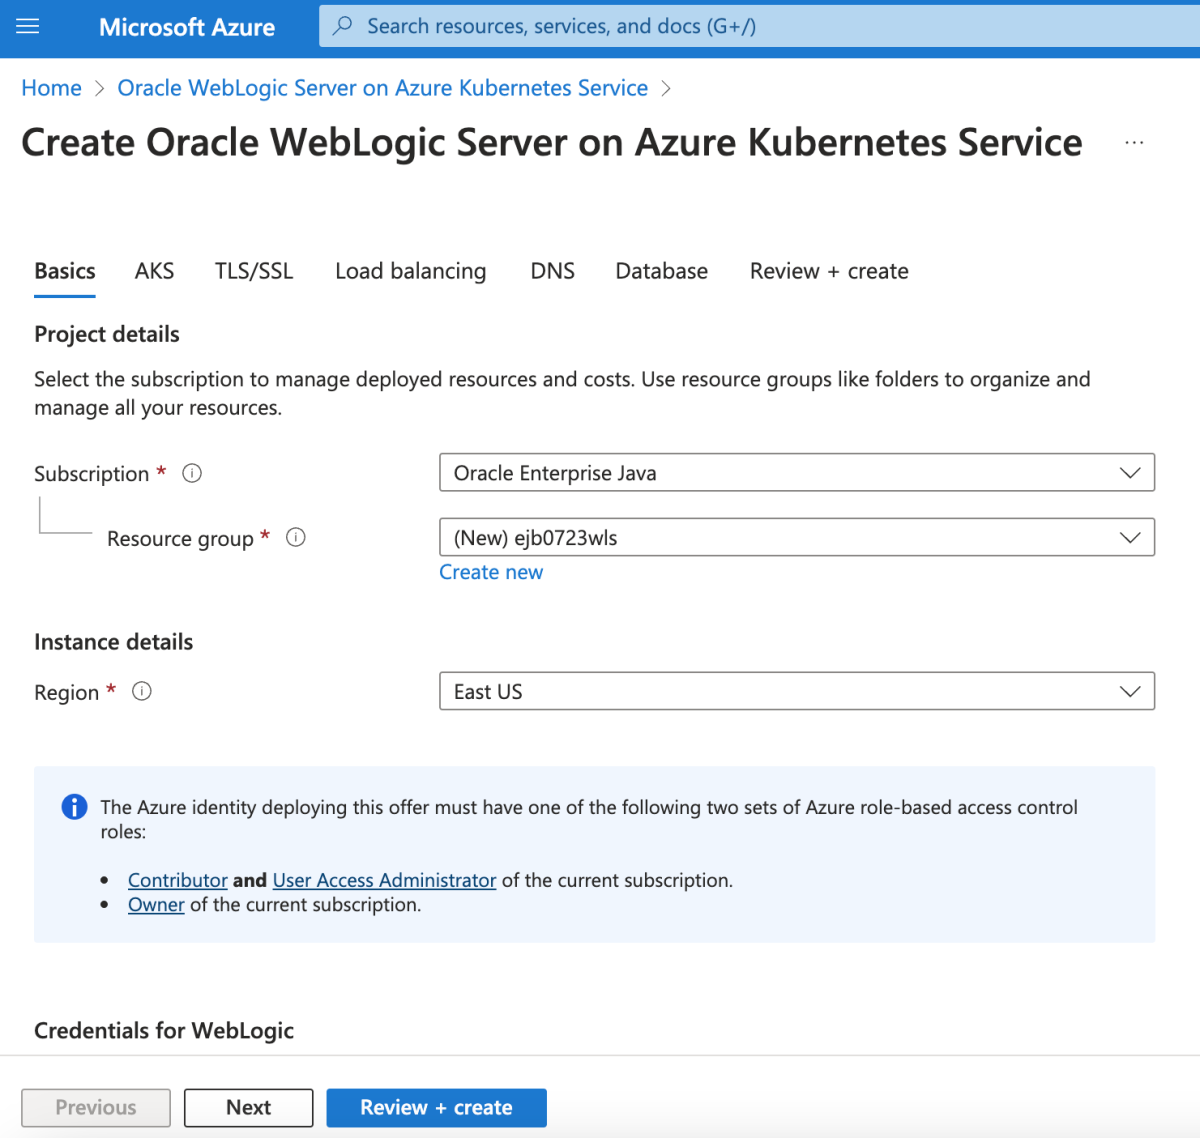 Microsoft Azure
Search resources, services, and docs (G+/)
Home > Oracle WebLogic Server on Azure Kubernetes Service >
Create Oracle WebLogic Server on Azure Kubernetes Service ...
Basics AKS TLS/SSL Load balancing DNS Database Review + create
Project details
Select the subscription to manage deployed resources and costs. Use resource groups like folders to organize and
manage all your resources.
Subscription *
Oracle Enterprise Java
Resource group *
(New) ejb0723wls
Create new
Instance details
Region *
East US
The Azure identity deploying this offer must have one of the following two sets of Azure role-based access control
roles:
• Contributor and User Access Administrator of the current subscription.
• Owner of the current subscription.
Credentials for WebLogic
Previous Next Review + create